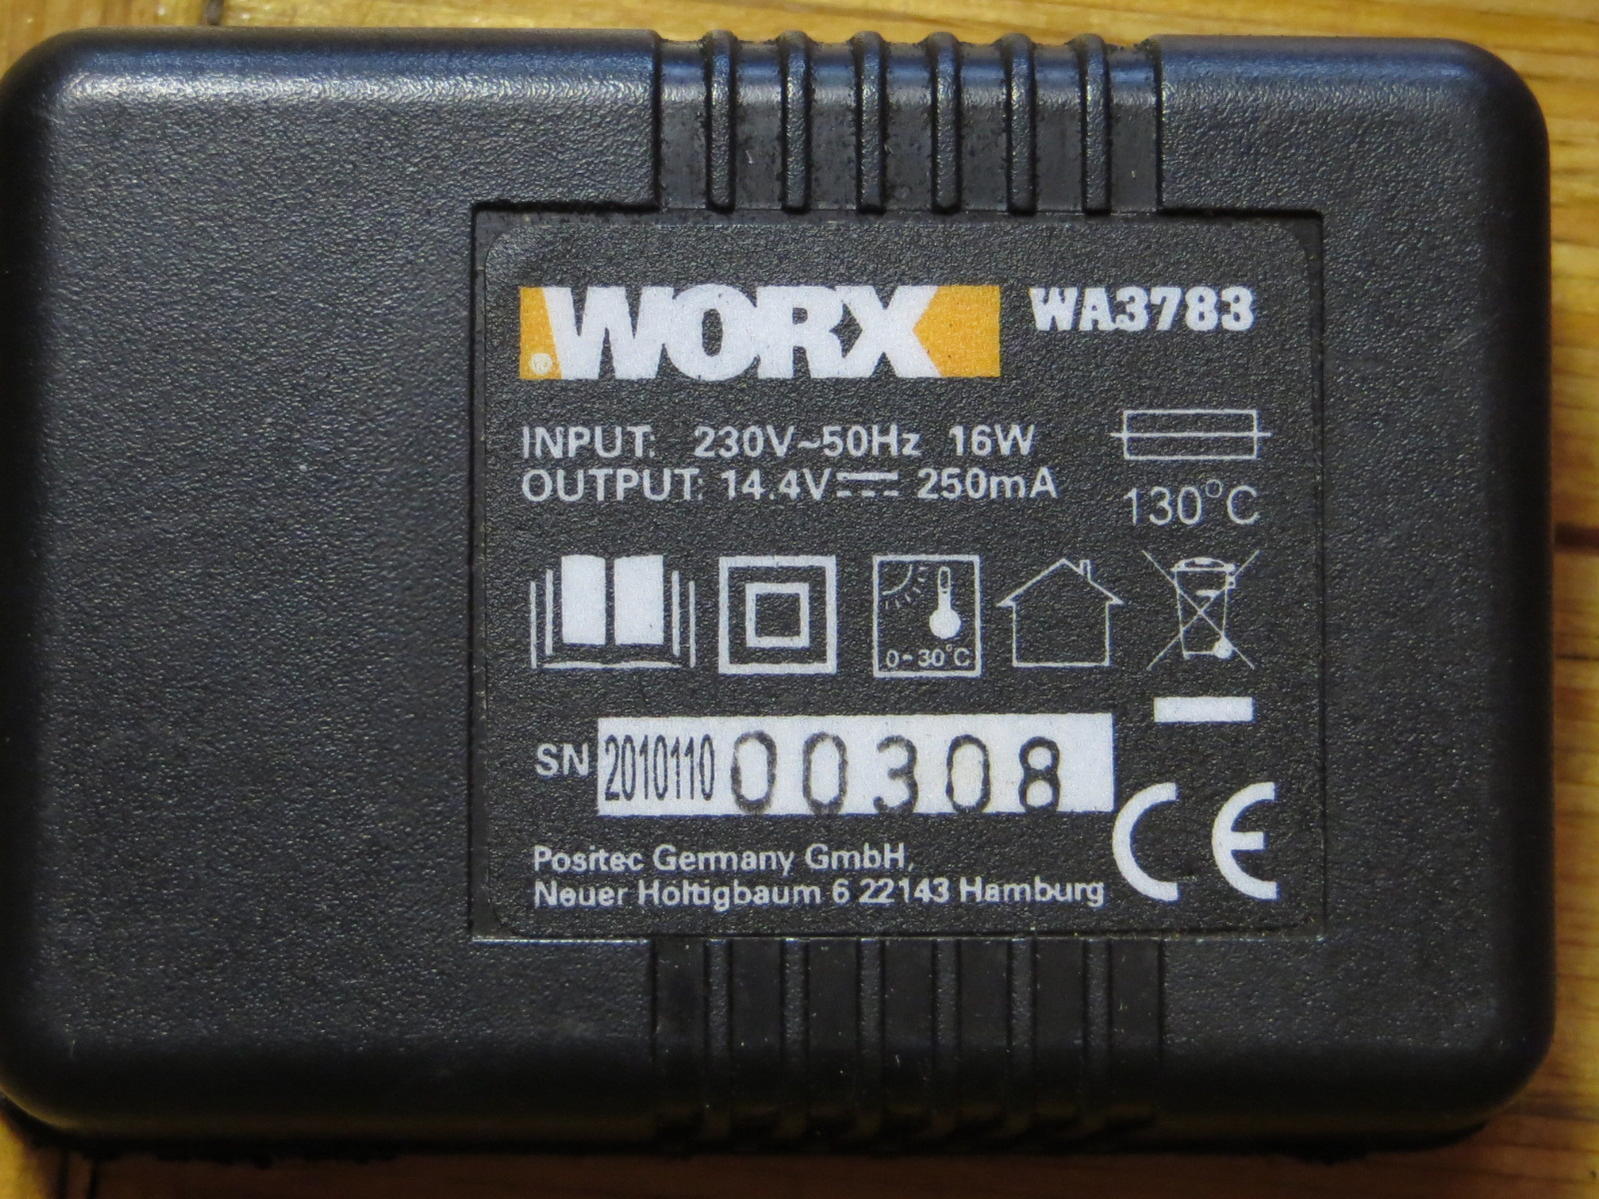 WORX WA3783
INPUT: 230V~50Hz 16W
OUTPUT: 14.4V⎓ 250mA
130°C
0-30°C
SN 2010110 00308
CE
Positec Germany GmbH,
Neuer Höltigbaum 6 22143 Hamburg